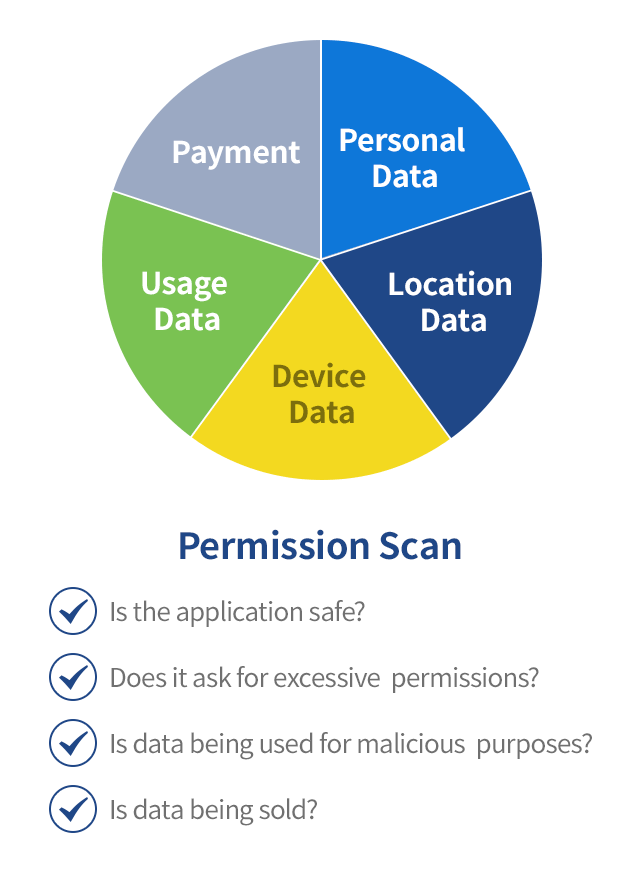 Payment
Personal
Data
Usage
Data
Location
Data
Device
Data
Permission Scan
Is the application safe?
Does it ask for excessive permissions?
Is data being used for malicious purposes?
Is data being sold?